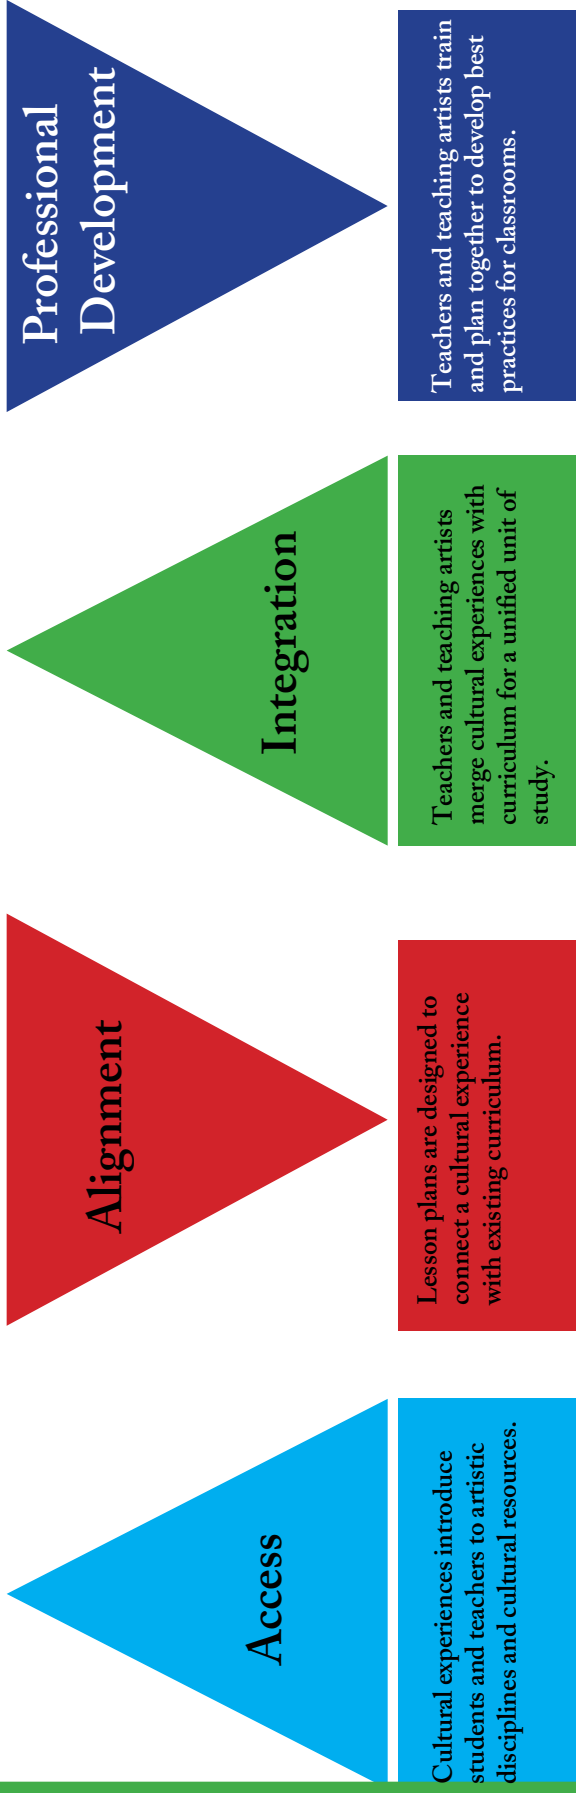 Access
Cultural experiences introduce
students and teachers to artistic
disciplines and cultural resources.
Alignment
Lesson plans are designed to
connect a cultural experience
with existing curriculum.
Integration
Teachers and teaching artists
merge cultural experiences with
curriculum for a unified unit of
study.
Professional
Development
Teachers and teaching artists train
and plan together to develop best
practices for classrooms.